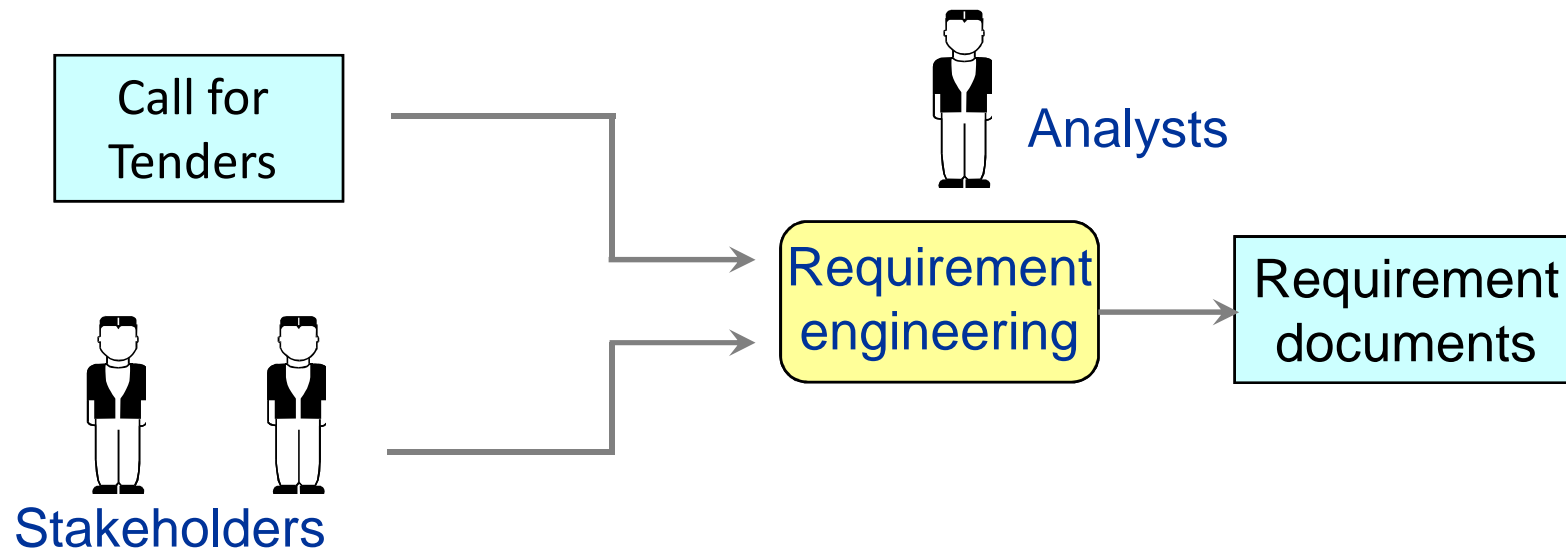 Call for
Tenders
Analysts
Requirement
engineering
Requirement
documents
Stakeholders